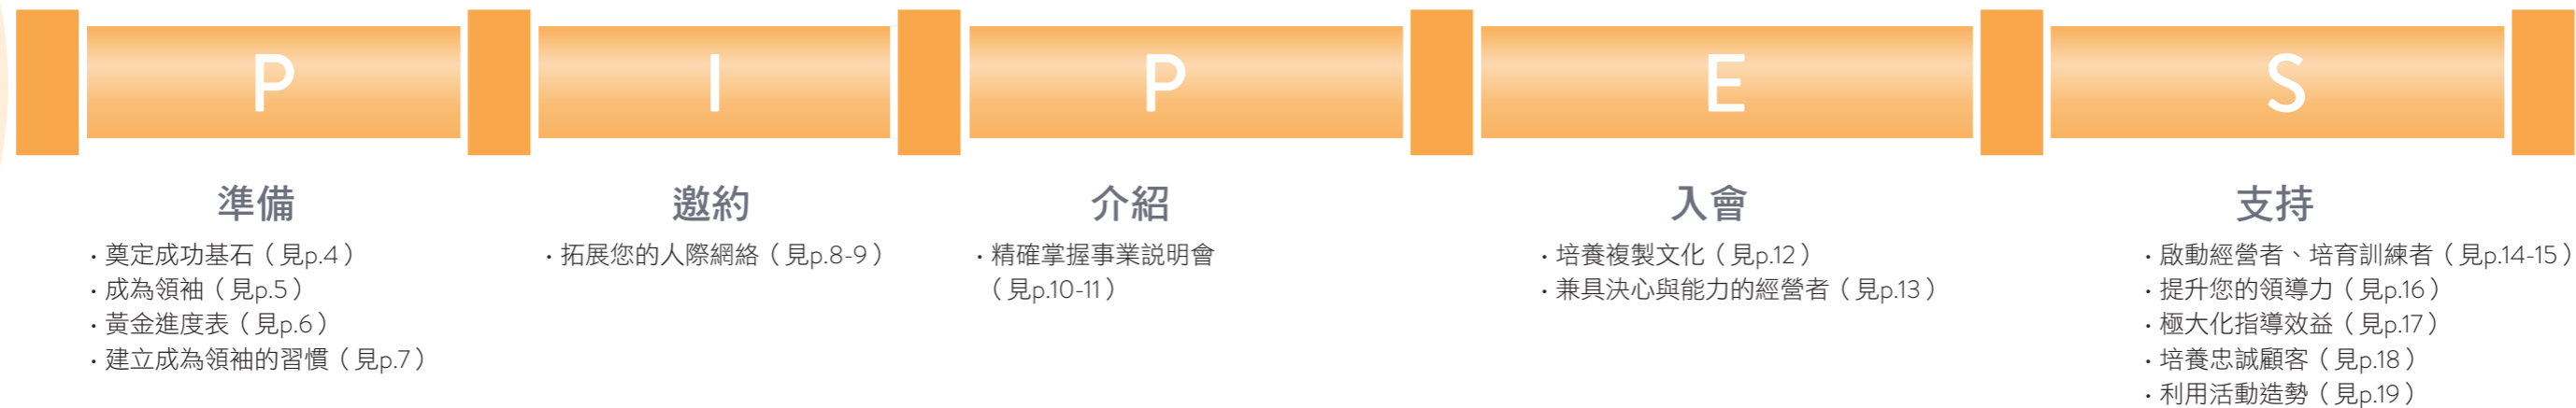 P
準備
・奠定成功基石（見p.4）
・成為領袖（見p.5）
・黃金進度表（見p.6）
・建立成為領袖的習慣（見p.7）
I
邀約
・拓展您的人際網絡（見p.8-9）
P
介紹
・精確掌握事業説明會
（見p.10-11）
E
入會
・培養複製文化（見p.12）
・兼具決心與能力的經營者（見p.13）
S
支持
・啟動經營者、培育訓練者（見p.14-15）
・提升您的領導力（見p.16）
・極大化指導效益（見p.17）
・培養忠誠顧客（見p.18）
・利用活動造勢（見p.19）